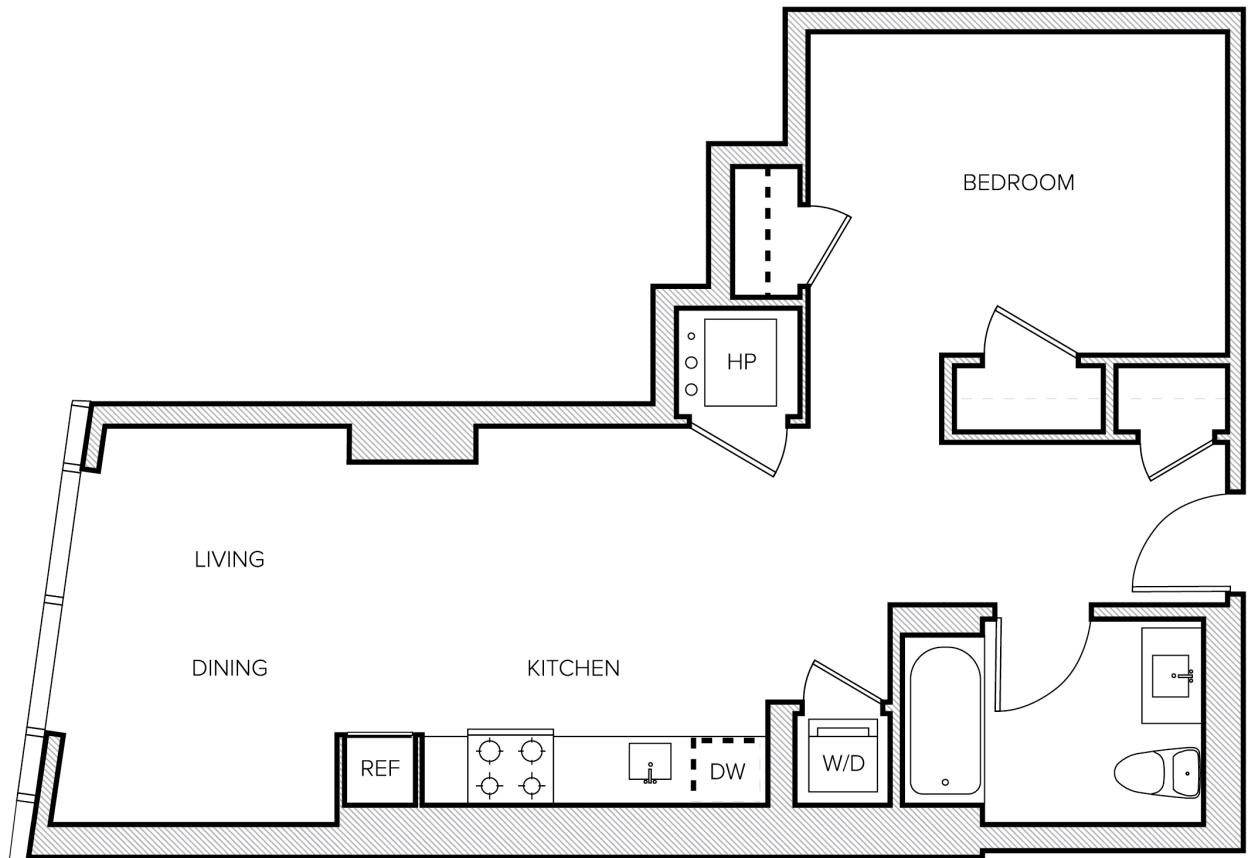 BEDROOM
HP
LIVING
DINING
KITCHEN
REF
DW
W/D